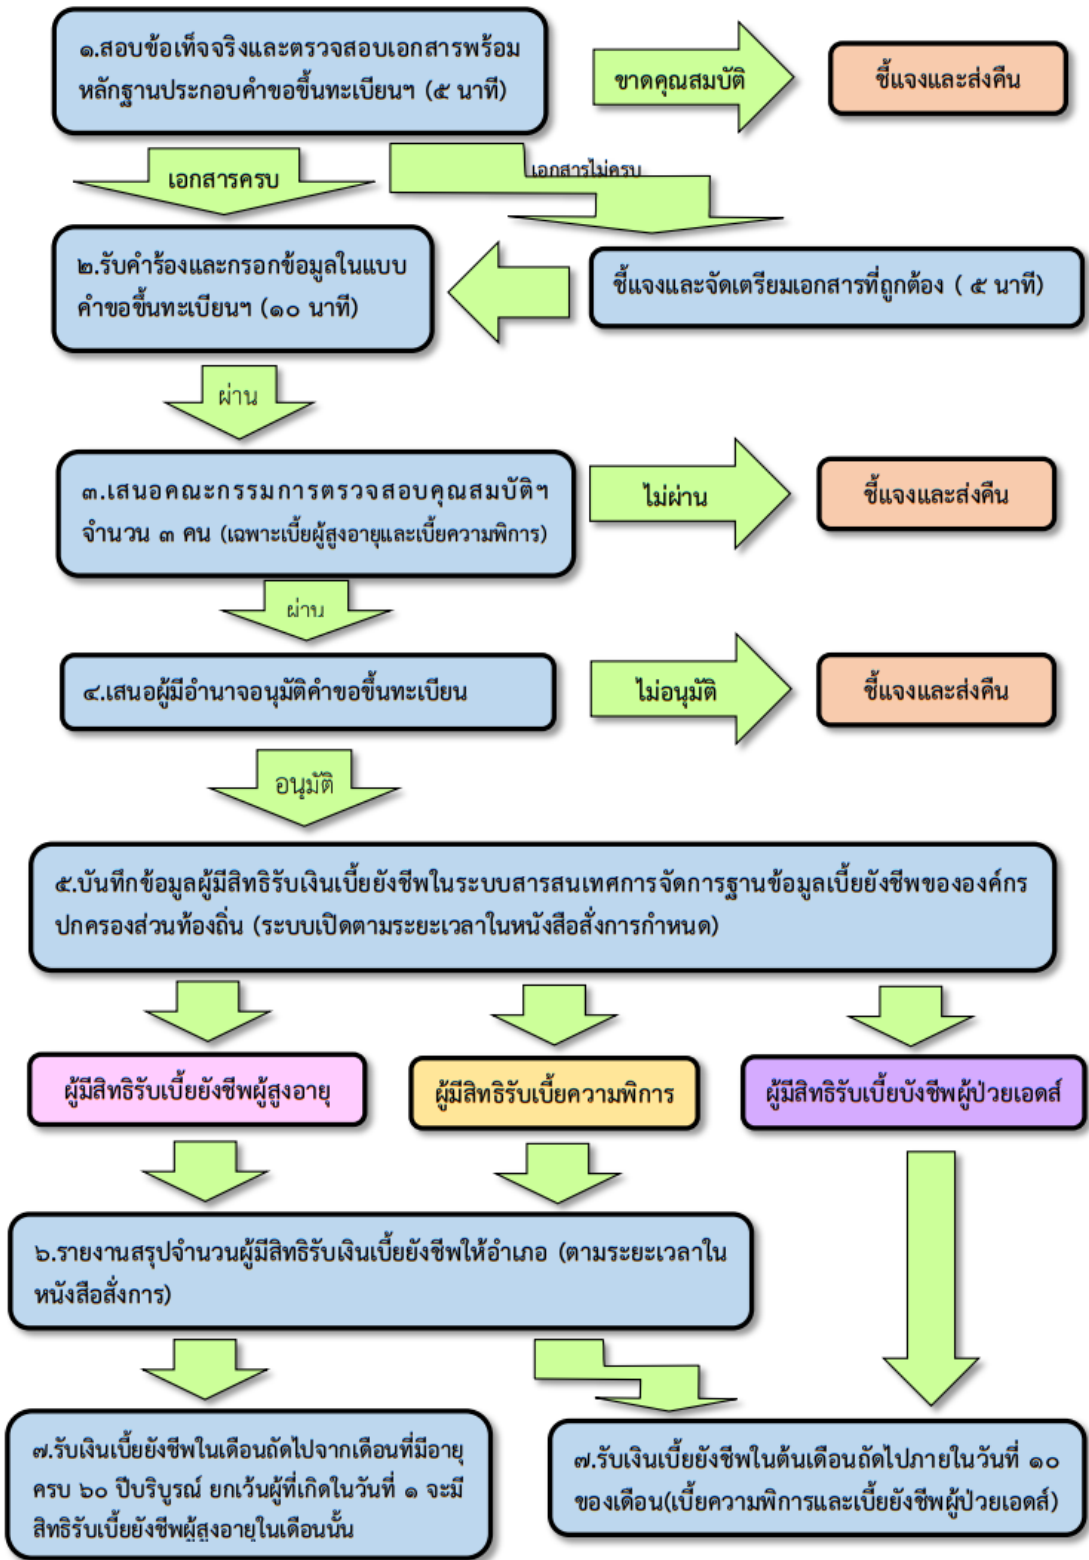 ๑.สอบข้อเท็จจริงและตรวจสอบเอกสารพร้อม
หลักฐานประกอบคำขอขึ้นทะเบียนฯ (๕ นาที)
ขาดคุณสมบัติ
ชี้แจงและส่งคืน
เอกสารครบ
เอกสารไม่ครบ
๒.รับคำร้องและกรอกข้อมูลในแบบ
คำขอขึ้นทะเบียนฯ (๑๐ นาที)
ชี้แจงและจัดเตรียมเอกสารที่ถูกต้อง ( ๕ นาที)
ผ่าน
๓.เสนอคณะกรรมการตรวจสอบคุณสมบัติฯ
จำนวน ๓ คน (เฉพาะเบี้ยผู้สูงอายุและเบี้ยความพิการ)
ไม่ผ่าน
ชี้แจงและส่งคืน
ผ่าน
๔.เสนอผู้มีอำนาจอนุมัติคำขอขึ้นทะเบียน
ไม่อนุมัติ
ชี้แจงและส่งคืน
อนุมัติ
๕.บันทึกข้อมูลผู้มีสิทธิรับเงินเบี้ยยังชีพในระบบสารสนเทศการจัดการฐานข้อมูลเบี้ยยังชีพขององค์กร
ปกครองส่วนท้องถิ่น (ระบบเปิดตามระยะเวลาในหนังสือสั่งการกำหนด)
ผู้มีสิทธิรับเบี้ยยังชีพผู้สูงอายุ
ผู้มีสิทธิรับเบี้ยความพิการ
ผู้มีสิทธิรับเบี้ยบังชีพผู้ป่วยเอดส์
๖.รายงานสรุปจำนวนผู้มีสิทธิรับเงินเบี้ยยังชีพให้อำเภอ (ตามระยะเวลาใน
หนังสือสั่งการ)
๗.รับเงินเบี้ยยังชีพในเดือนถัดไปจากเดือนที่มีอายุ
ครบ ๖๐ ปีบริบูรณ์ ยกเว้นผู้ที่เกิดในวันที่ ๑ จะมี
สิทธิรับเบี้ยยังชีพผู้สูงอายุในเดือนนั้น
๗.รับเงินเบี้ยยังชีพในต้นเดือนถัดไปภายในวันที่ ๑๐
ของเดือน(เบี้ยความพิการและเบี้ยยังชีพผู้ป่วยเอดส์)